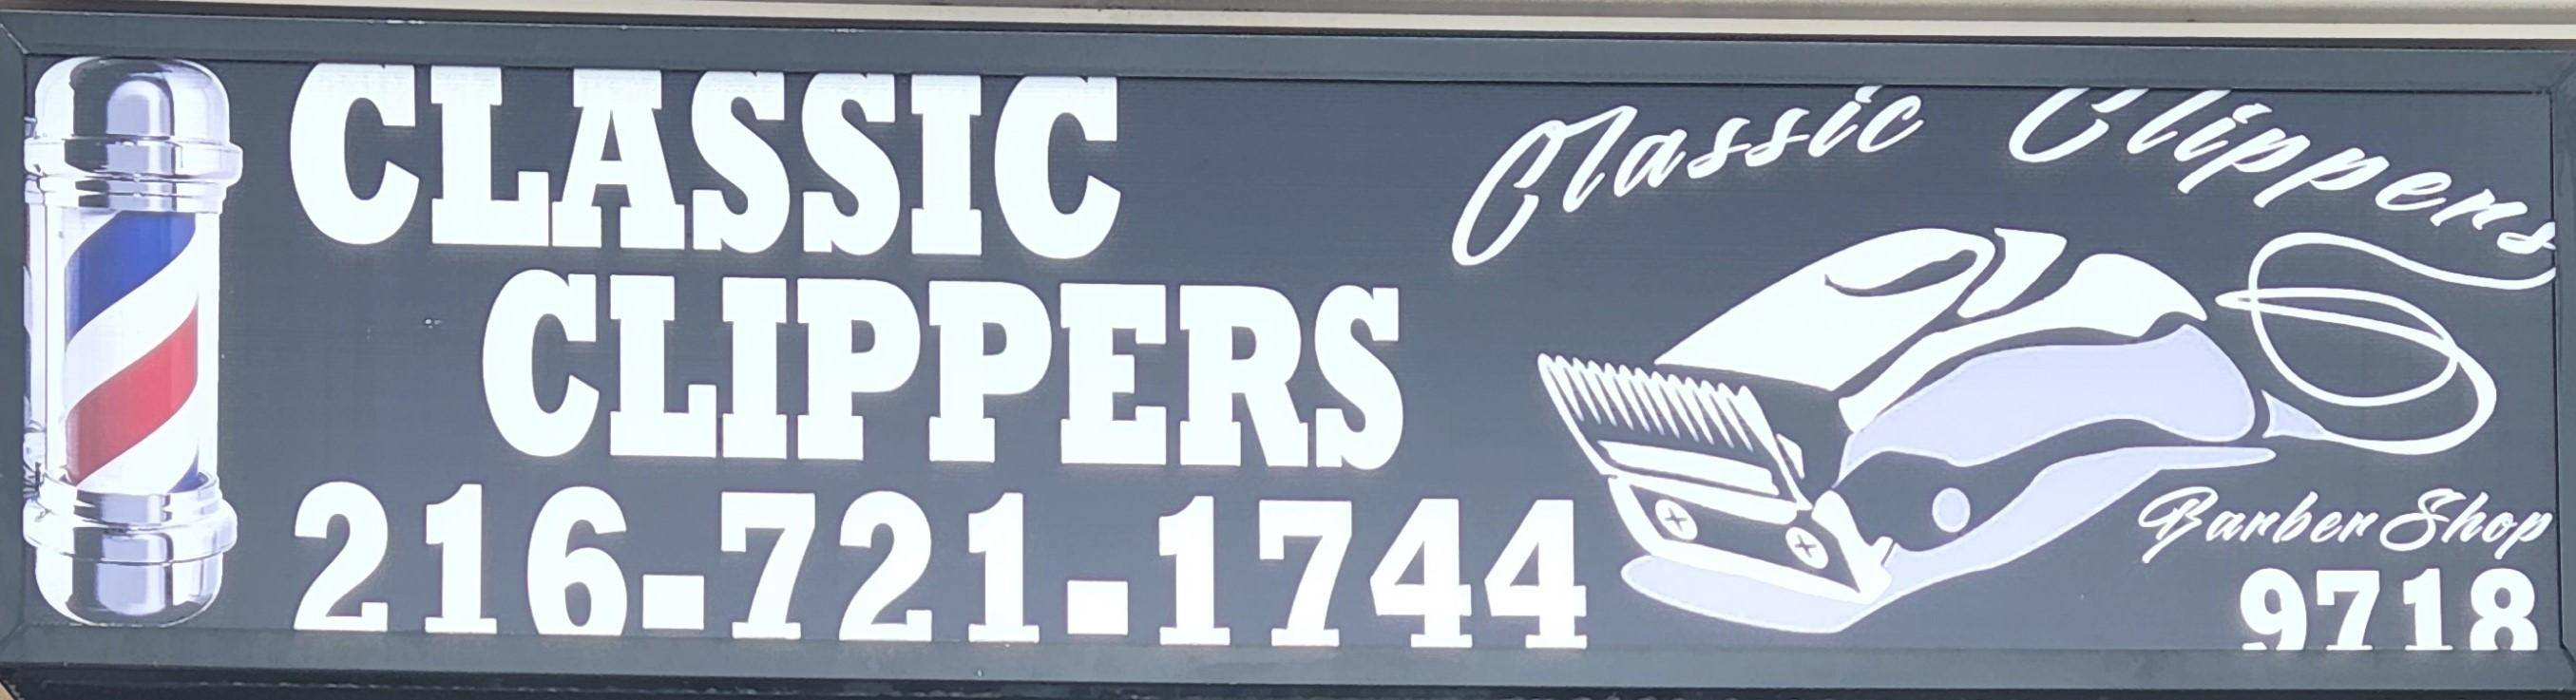 CLASSIC
CLIPPERS
216-721-1744
Classic Clippers
Barber Shop
9718